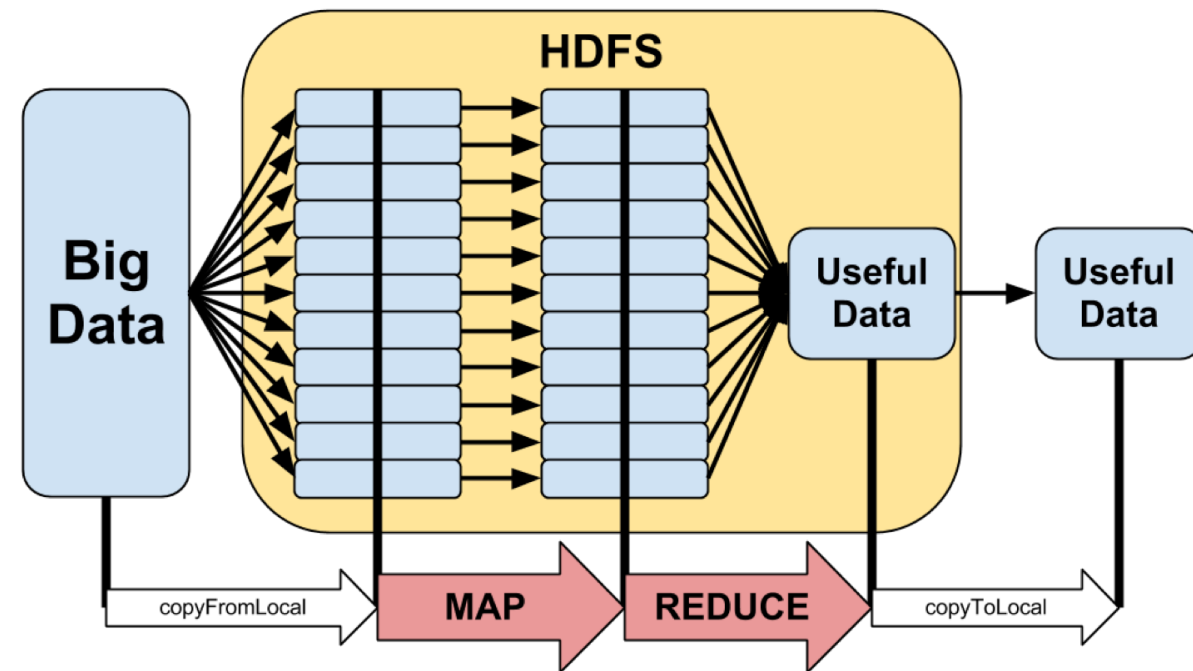 HDFS
Big
Data
Useful
Data
Useful
Data
copyFromLocal
MAP
REDUCE
copyToLocal